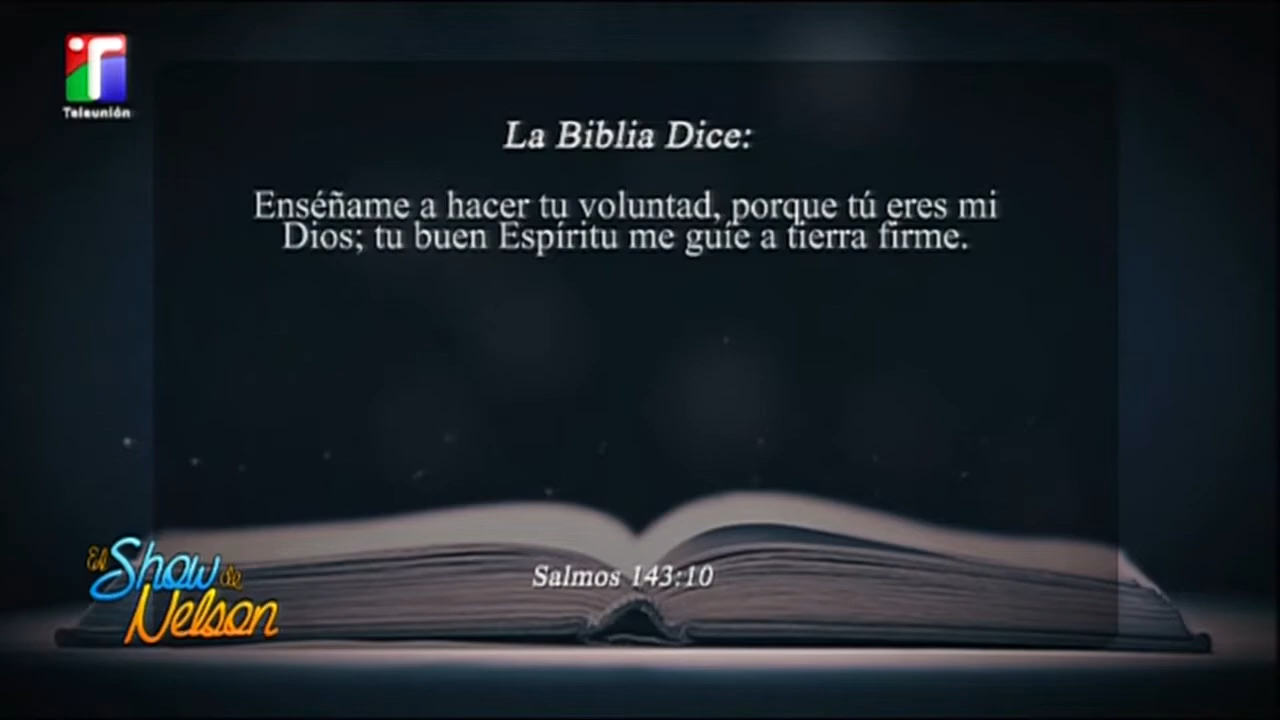 Teleunión
La Biblia Dice:
Enséñame a hacer tu voluntad, porque tú eres mi
Dios; tu buen Espíritu me guíe a tierra firme.
Salmos 143:10
El Show de
Nelson